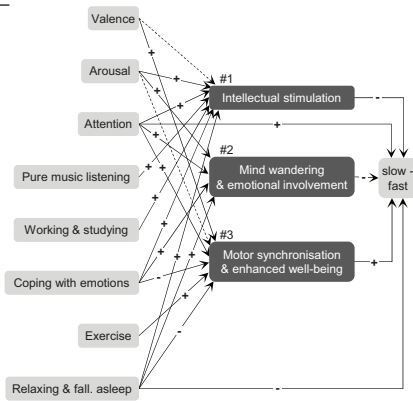 Valence
+
Arousal
#1
+
+
Intellectual stimulation
-
Attention
+
+
+
#2
Mind wandering
& emotional involvement
-
slow -
fast
Pure music listening
+
+
Working & studying
+
#3
Motor synchronisation
& enhanced well-being
+
Coping with emotions
+
+
+
+
-
+
Exercise
-
Relaxing & fall. asleep
-